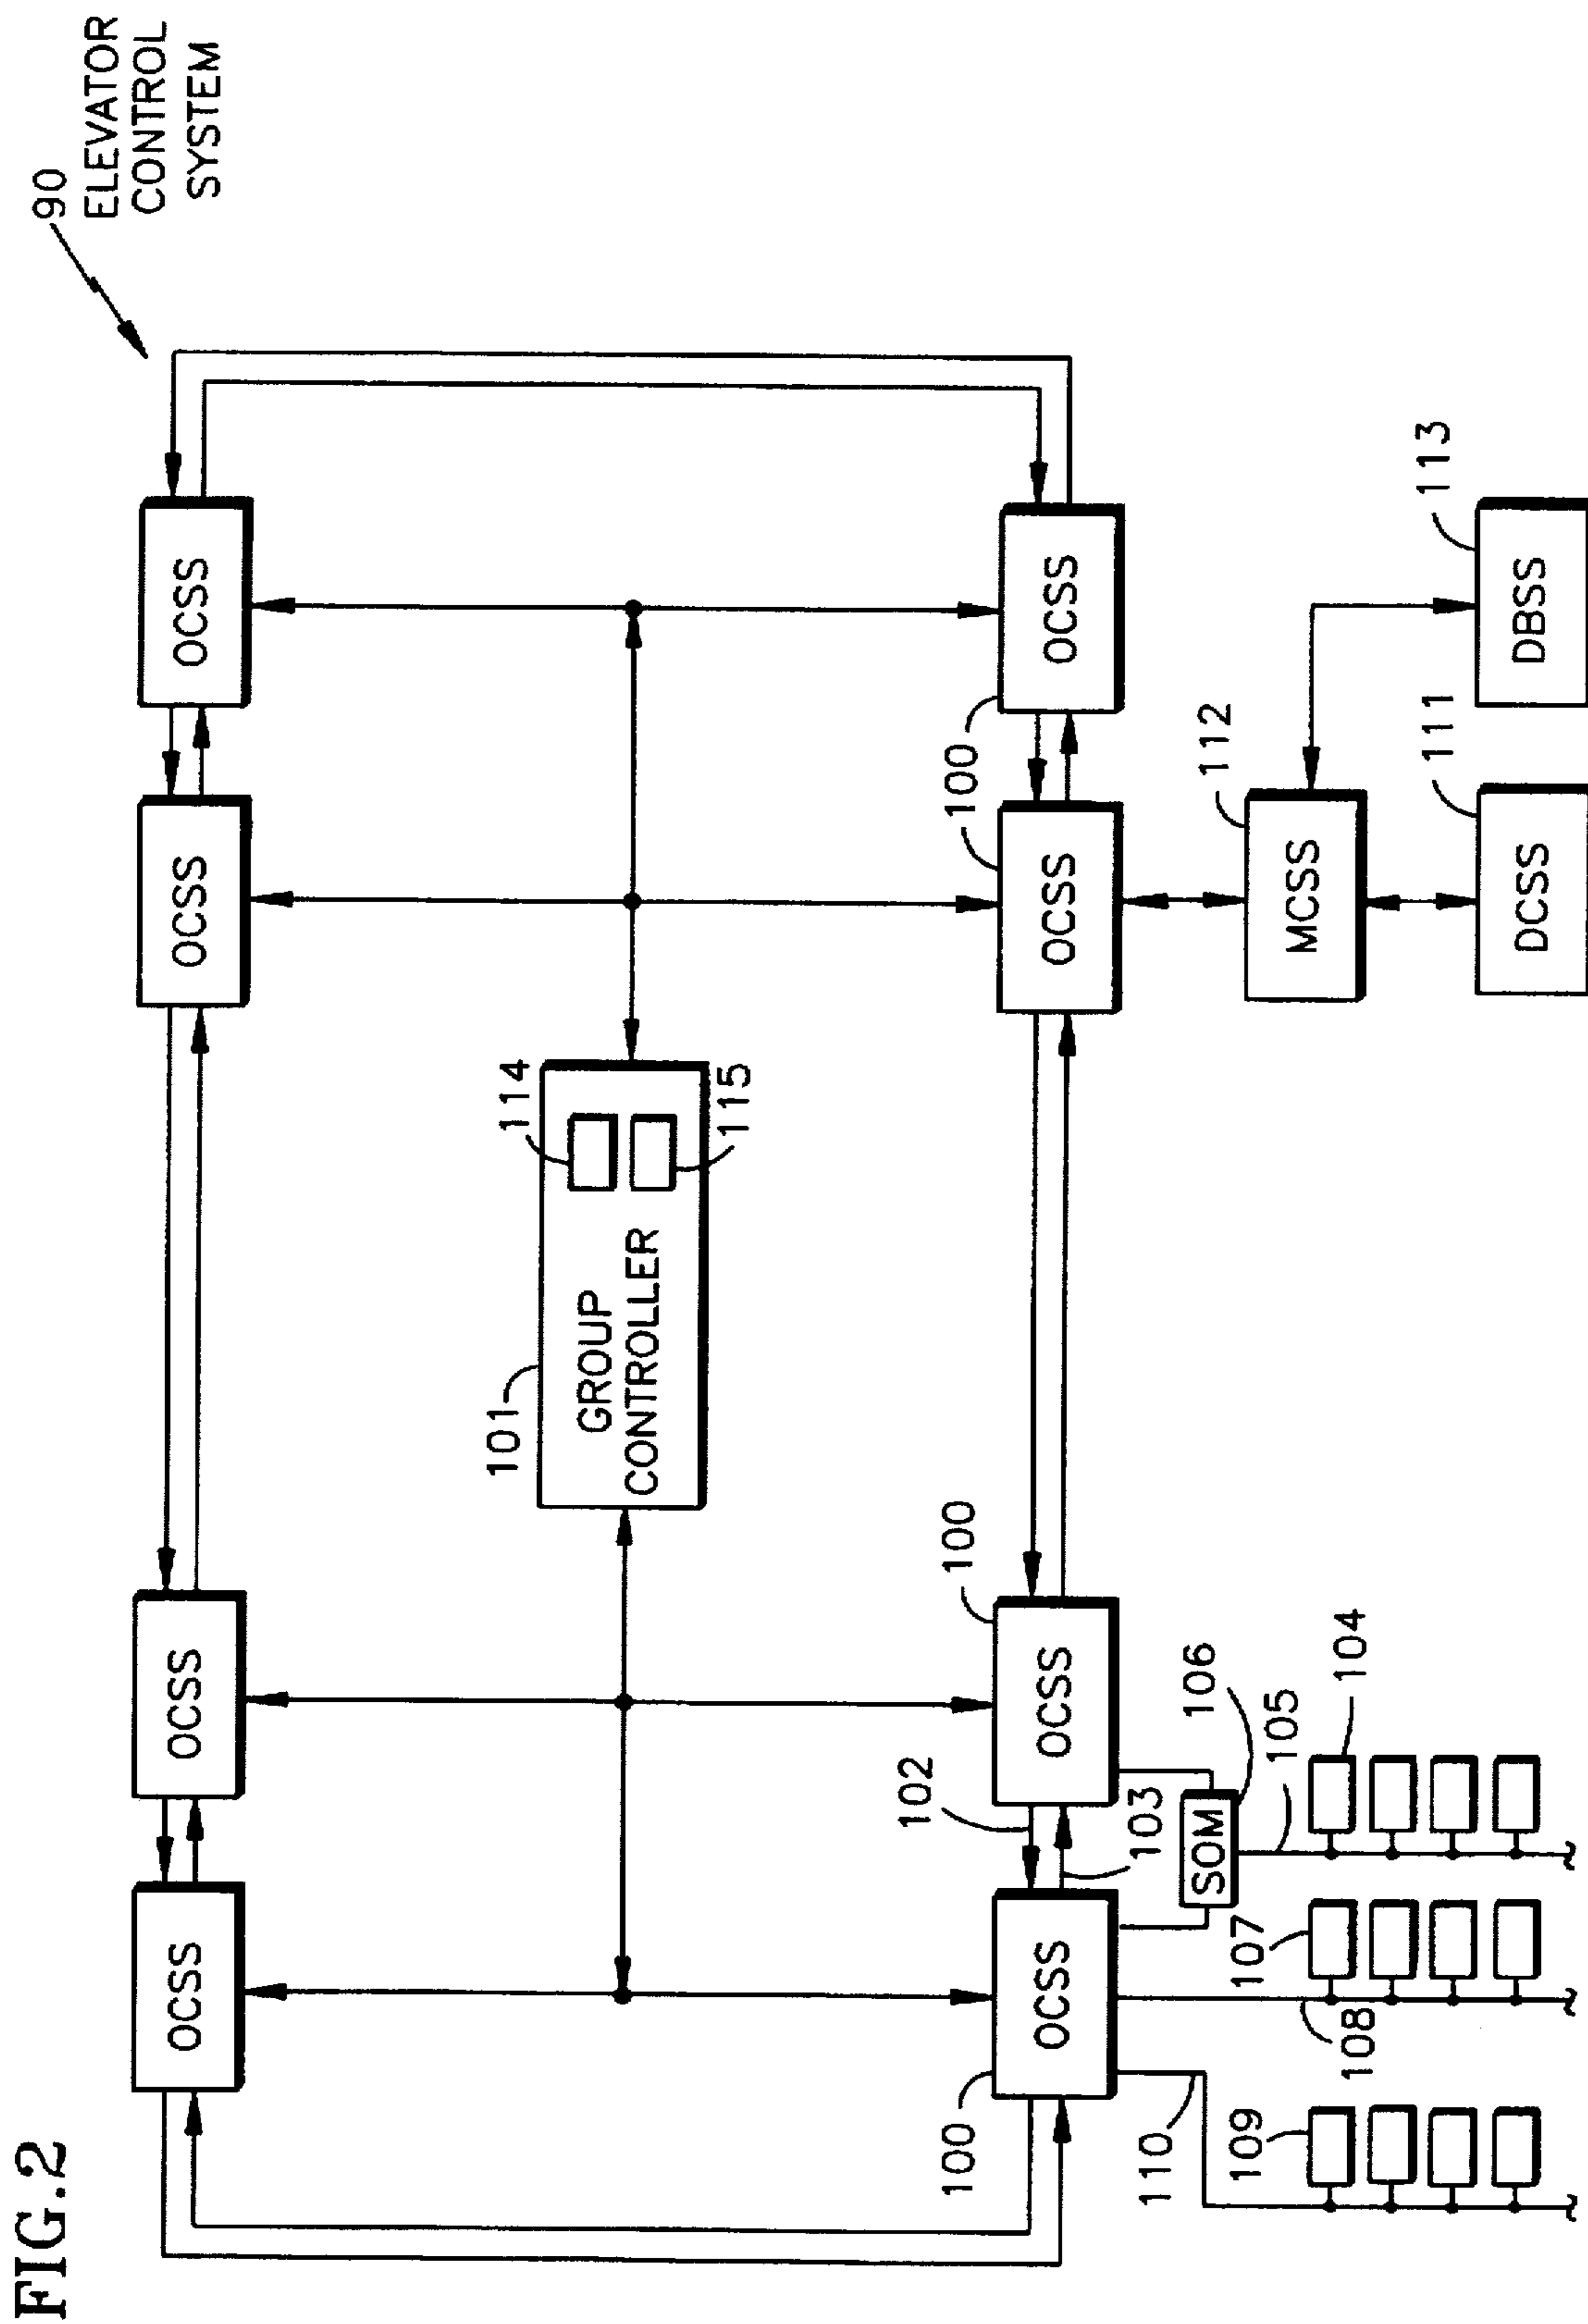 FIG.2
90
ELEVATOR
CONTROL
SYSTEM
OCSS
OCSS
OCSS
OCSS
101
GROUP
CONTROLLER
114
115
100
100
100
100
OCSS
OCSS
OCSS
OCSS
102
103
110
108
SOM
106
105
109
107
104
112
MCSS
111
DCSS
113
DBSS